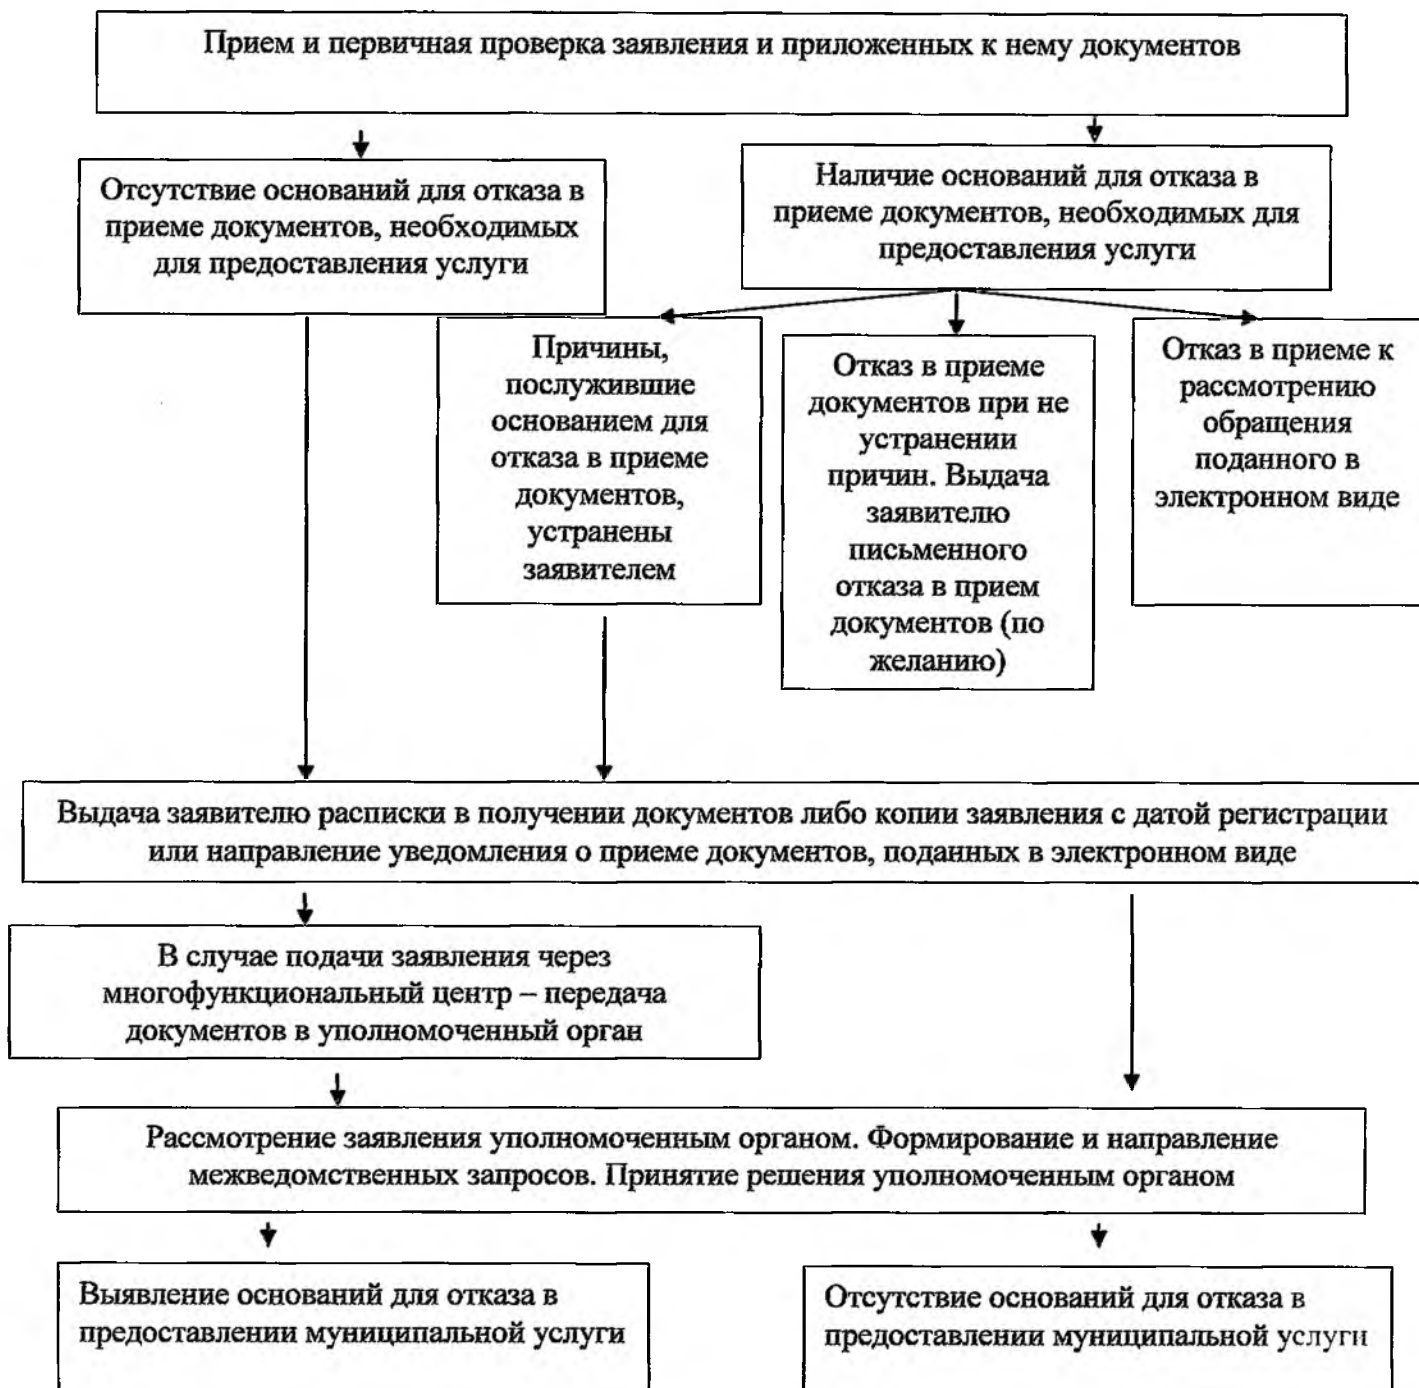 Прием и первичная проверка заявления и приложенных к нему документов
Отсутствие оснований для отказа в
приеме документов, необходимых
для предоставления услуги
Наличие оснований для отказа в
приеме документов, необходимых для
предоставления услуги
Причины,
послужившие
основанием для
отказа в приеме
документов,
устранены
заявителем
Отказ в приеме
документов при не
устранении
причин. Выдача
заявителю
письменного
отказа в прием
документов (по
желанию)
Отказ в приеме к
рассмотрению
обращения
поданного в
электронном виде
Выдача заявителю расписки в получении документов либо копии заявления с датой регистрации
или направление уведомления о приеме документов, поданных в электронном виде
В случае подачи заявления через
многофункциональный центр – передача
документов в уполномоченный орган
Рассмотрение заявления уполномоченным органом. Формирование и направление
межведомственных запросов. Принятие решения уполномоченным органом
Выявление оснований для отказа в
предоставлении муниципальной услуги
Отсутствие оснований для отказа в
предоставлении муниципальной услуги